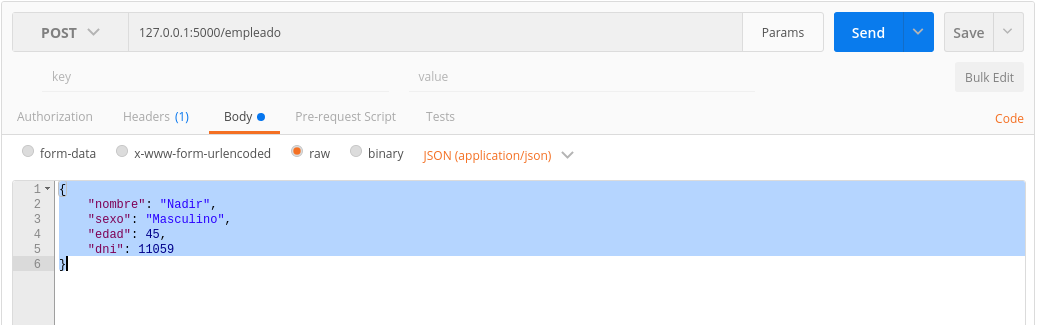 POST 127.0.0.1:5000/empleado Params Send Save
key value Bulk Edit
Authorization Headers (1) Body Pre-request Script Tests Code
form-data x-www-form-urlencoded raw binary JSON (application/json)
1 {
2 "nombre": "Nadir",
3 "sexo": "Masculino",
4 "edad": 45,
5 "dni": 11059
6 }